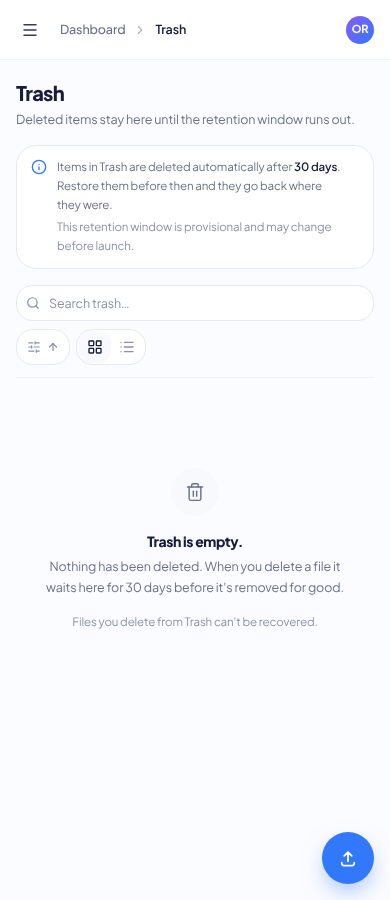 Dashboard
Trash
OR
Trash
Deleted items stay here until the retention window runs out.
Items in Trash are deleted automatically after 30 days.
Restore them before then and they go back where
they were.
This retention window is provisional and may change
before launch.
Search trash...
Trash is empty.
Nothing has been deleted. When you delete a file it
waits here for 30 days before it's removed for good.
Files you delete from Trash can't be recovered.